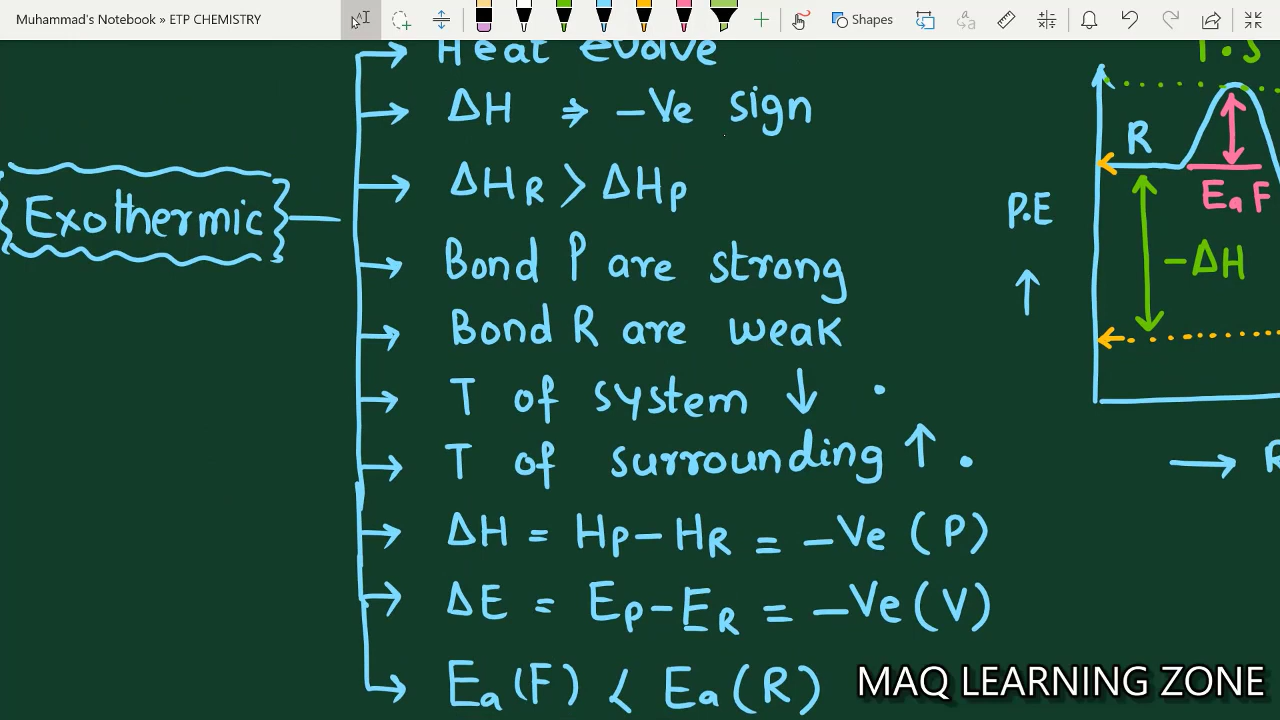 Muhammad's Notebook » ETP CHEMISTRY
Shapes
Heat evolve
ΔH ⇒ -Ve sign
ΔHR > ΔHP
Exothermic
Bond P are strong
Bond R are weak
T of system ↓ .
T of surrounding ↑ .
ΔH = HP - HR = -Ve (P)
ΔE = EP - ER = -Ve (V)
Ea (F) < Ea (R)
T.S
R
Ea F
P.E
↑
-ΔH
→ R
MAQ LEARNING ZONE